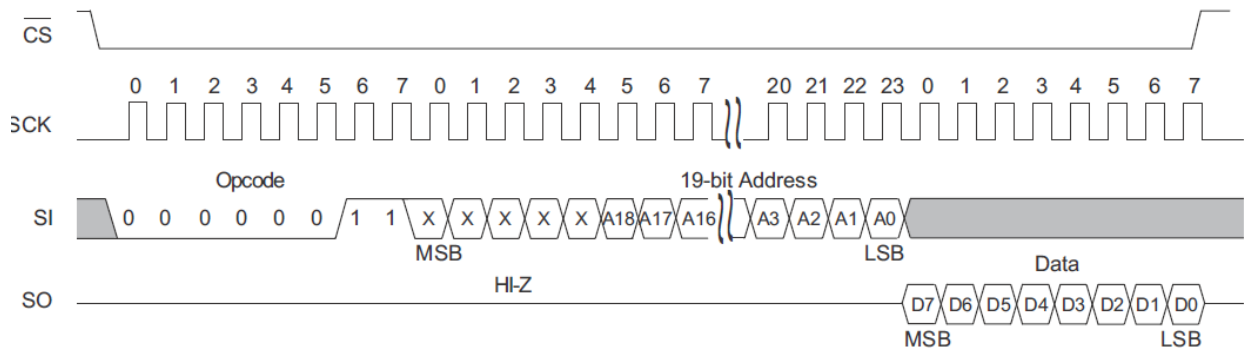 CS
0 1 2 3 4 5 6 7 0 1 2 3 4 5 6 7 20 21 22 23 0 1 2 3 4 5 6 7
SCK
Opcode 19-bit Address
SI 0 0 0 0 0 0 1 1 X X X X X A18 A17 A16 A3 A2 A1 A0
MSB LSB
HI-Z Data
SO D7 D6 D5 D4 D3 D2 D1 D0
MSB LSB